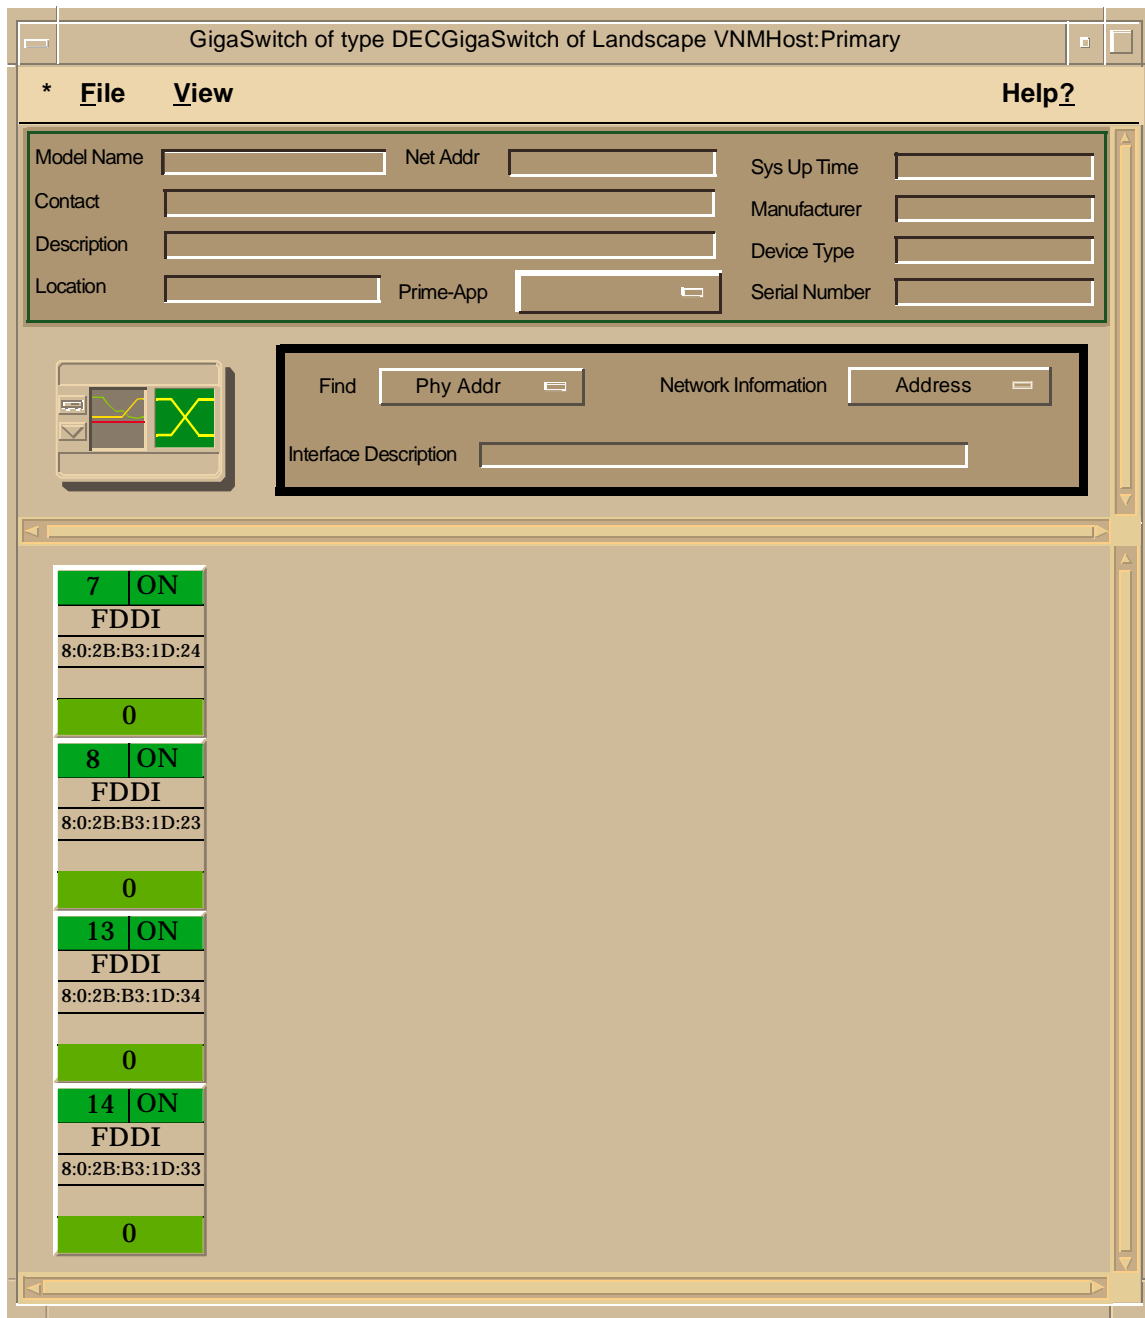 GigaSwitch of type DECGigaSwitch of Landscape VNMHost:Primary
* File View Help?
Model Name Net Addr Sys Up Time
Contact Manufacturer
Description Device Type
Location Prime-App Serial Number
Find Phy Addr Network Information Address
Interface Description
7 ON
FDDI
8:0:2B:B3:1D:24
0
8 ON
FDDI
8:0:2B:B3:1D:23
0
13 ON
FDDI
8:0:2B:B3:1D:34
0
14 ON
FDDI
8:0:2B:B3:1D:33
0